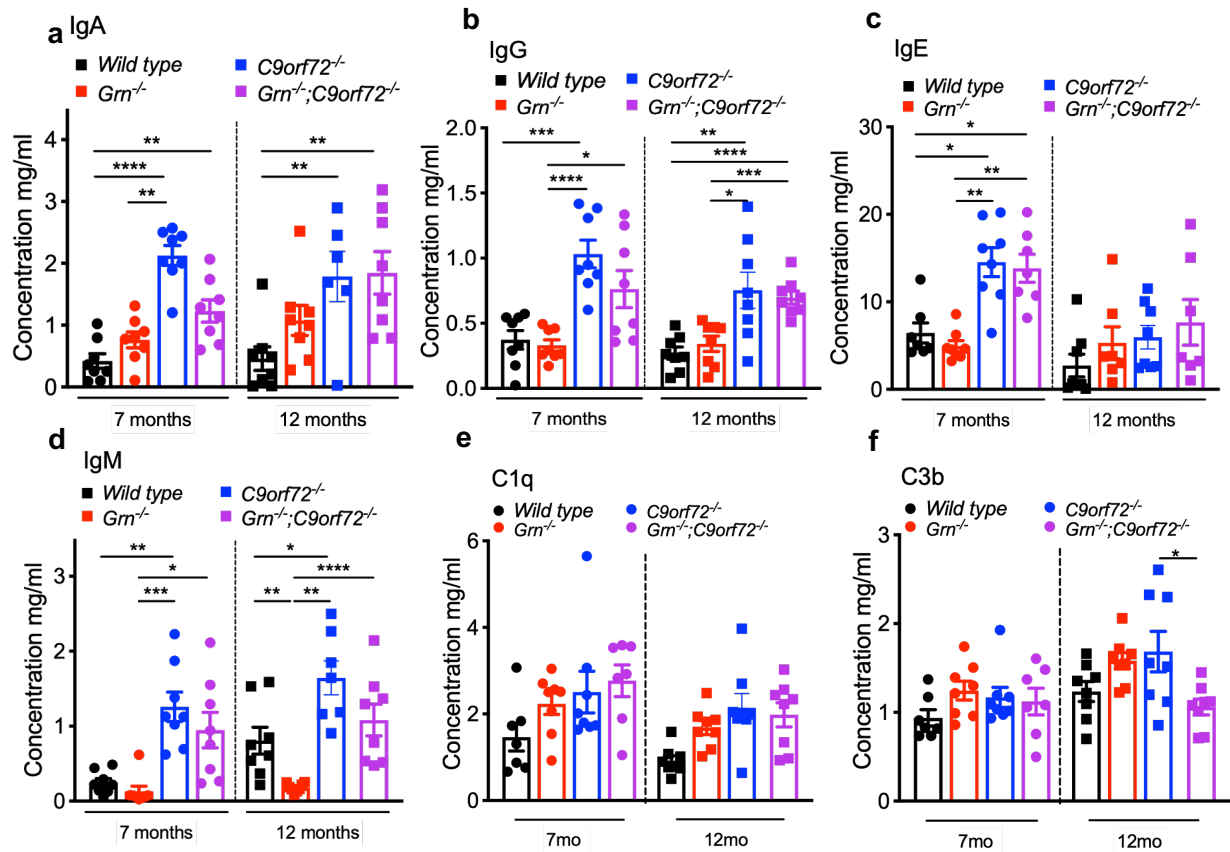 a IgA
Wild type C9orf72-/-
Grn-/- Grn-/-;C9orf72-/-
Concentration mg/ml
4
3
2
1
0
** **
**** **
**
7 months 12 months
b
IgG
Wild type C9orf72-/-
Grn-/- Grn-/-;C9orf72-/-
Concentration mg/ml
2.0
1.5
1.0
0.5
0.0
*** **
* ****
**** ***
*
7 months 12 months
c
IgE
Wild type C9orf72-/-
Grn-/- Grn-/-;C9orf72-/-
Concentration mg/ml
30
20
10
0
*
*
**
**
7 months 12 months
d
IgM
Wild type C9orf72-/-
Grn-/- Grn-/-;C9orf72-/-
Concentration mg/ml
3
2
1
0
** *
* ****
*** ** **
7 months 12 months
e
C1q
Wild type C9orf72-/-
Grn-/- Grn-/-;C9orf72-/-
Concentration mg/ml
6
4
2
0
7mo 12mo
f
C3b
Wild type C9orf72-/-
Grn-/- Grn-/-;C9orf72-/-
Concentration mg/ml
3
2
1
0
*
7mo 12mo